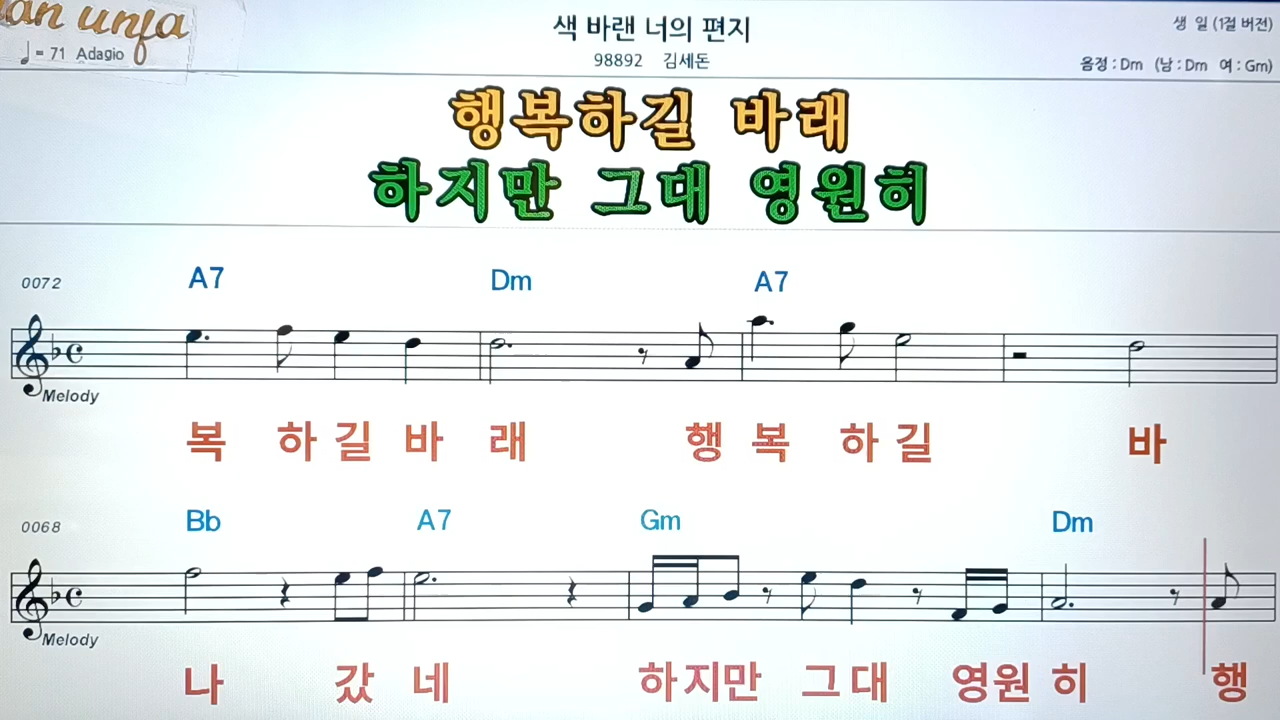 색 바랜 너의 편지
생 일 (1절 버전)
♩= 71 Adagio
98892 김세돈
음정 : Dm (남 : Dm 여 : Gm)
행복하길 바래
하지만 그대 영원히
0072 A7 Dm A7
Melody
복 하 길 바 래 행 복 하 길 바
0068 Bb A7 Gm Dm
Melody
나 갔 네 하지만 그대 영원 히 행